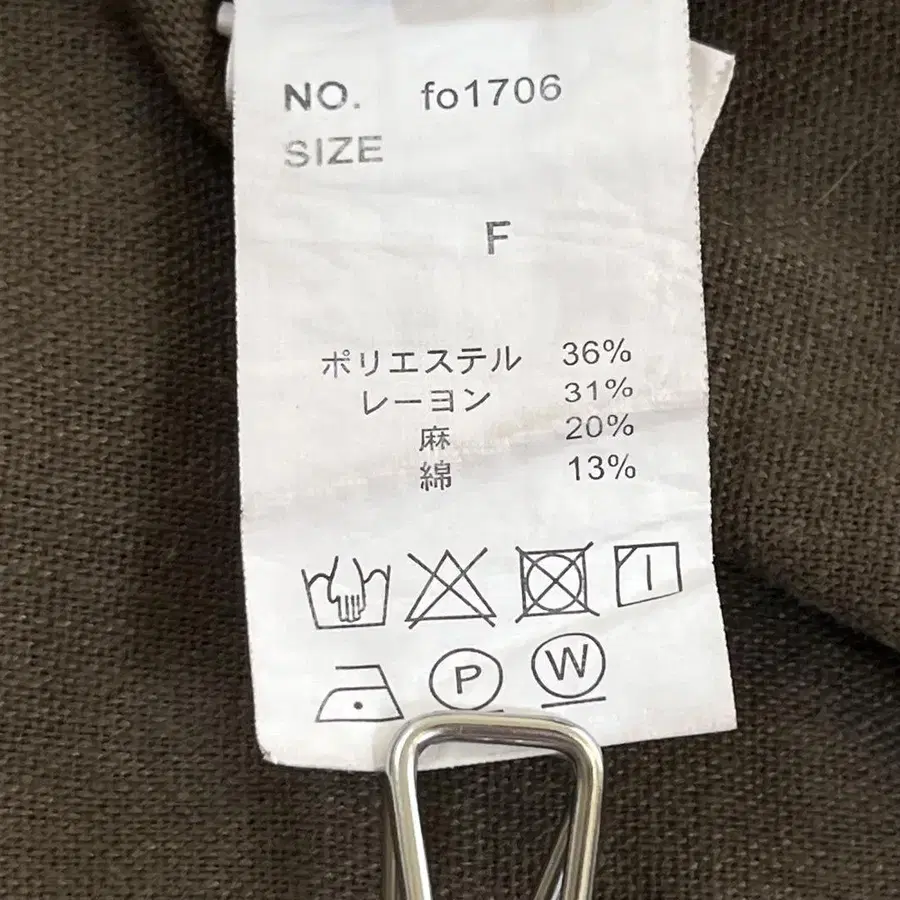 NO. fo1706
SIZE
F
ポリエステル 36%
レーヨン 31%
麻 20%
綿 13%
P W